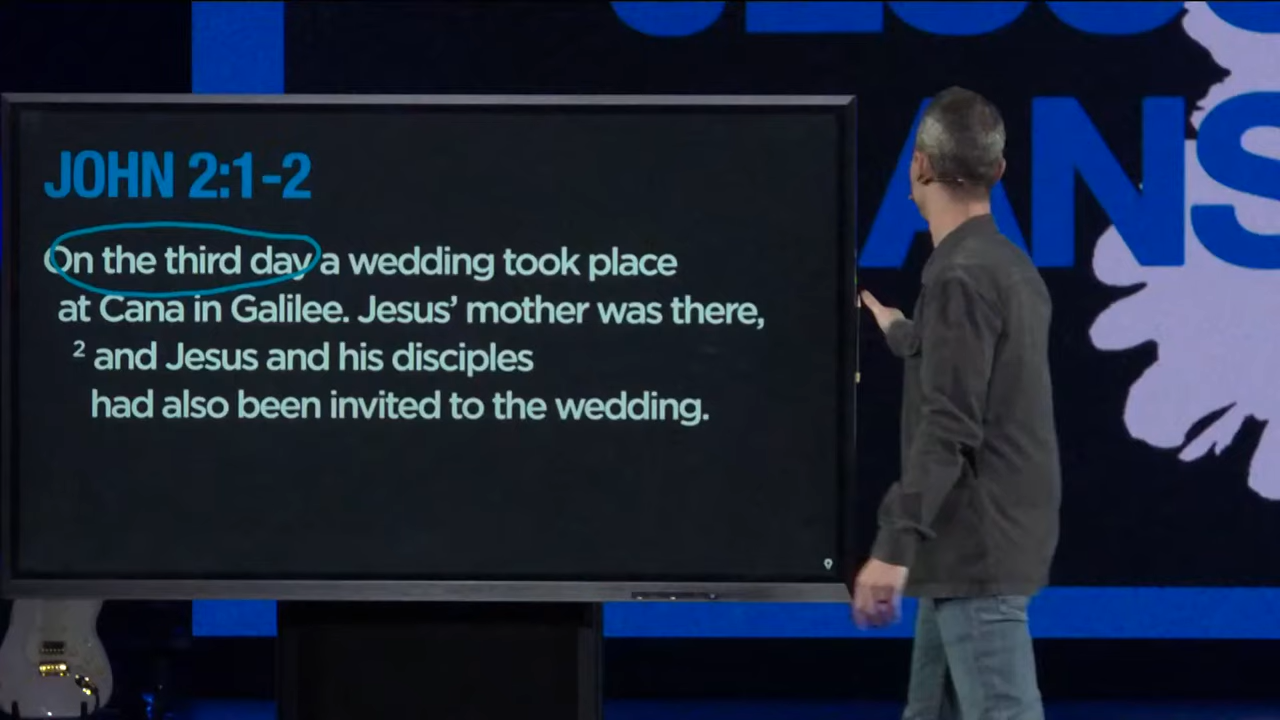 JOHN 2:1-2
On the third day a wedding took place
at Cana in Galilee. Jesus’ mother was there,
² and Jesus and his disciples
had also been invited to the wedding.